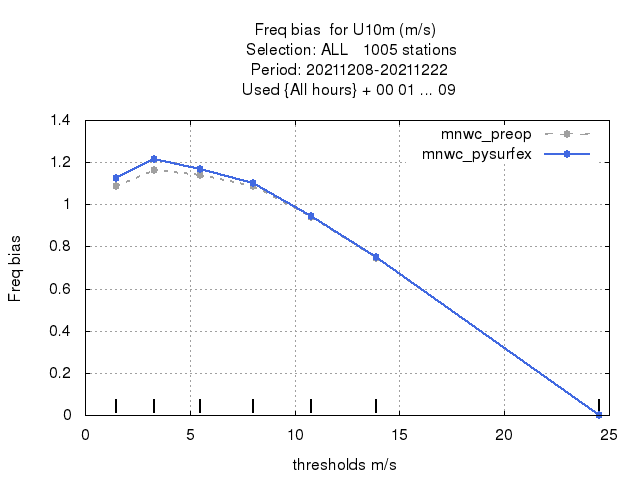 Freq bias  for U10m (m/s)
Selection: ALL   1005 stations
Period: 20211208-20211222
Used {All hours} + 00 01 ... 09
mnwc_preop
mnwc_pysurfex
1.4
1.2
1
0.8
0.6
0.4
0.2
0
Freq bias
0 5 10 15 20 25
thresholds m/s